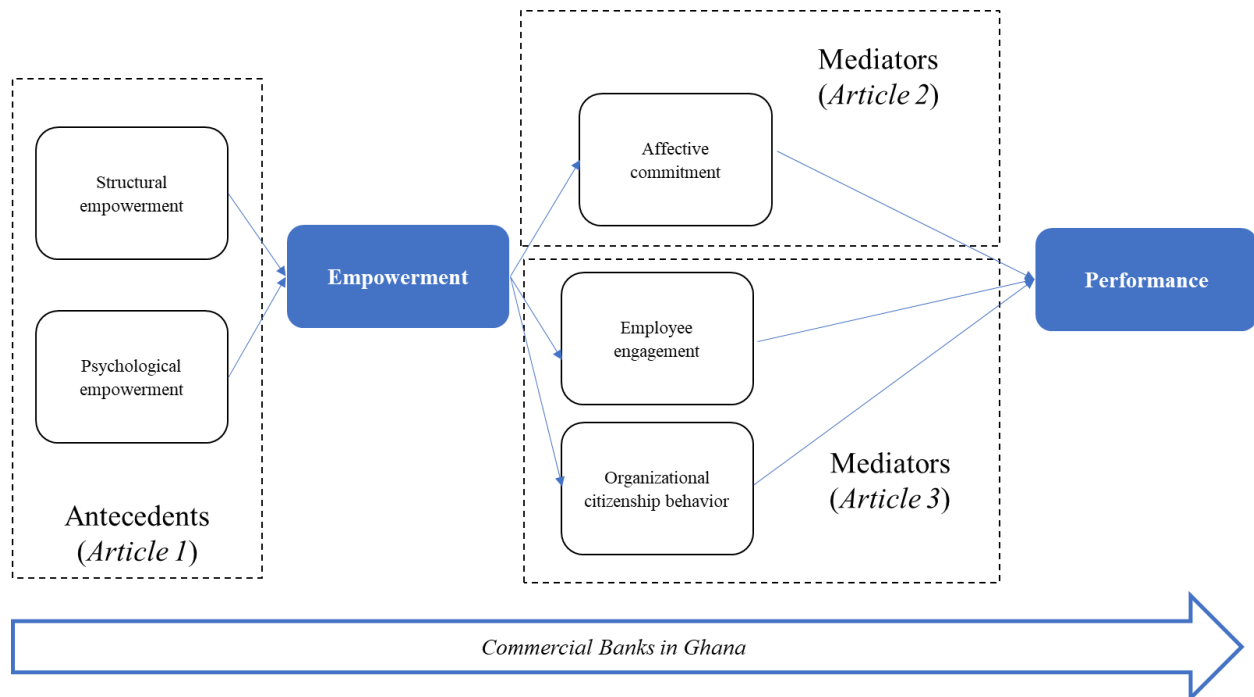 Structural
empowerment
Psychological
empowerment
Antecedents
(Article 1)
Empowerment
Mediators
(Article 2)
Affective
commitment
Employee
engagement
Organizational
citizenship behavior
Mediators
(Article 3)
Performance
Commercial Banks in Ghana